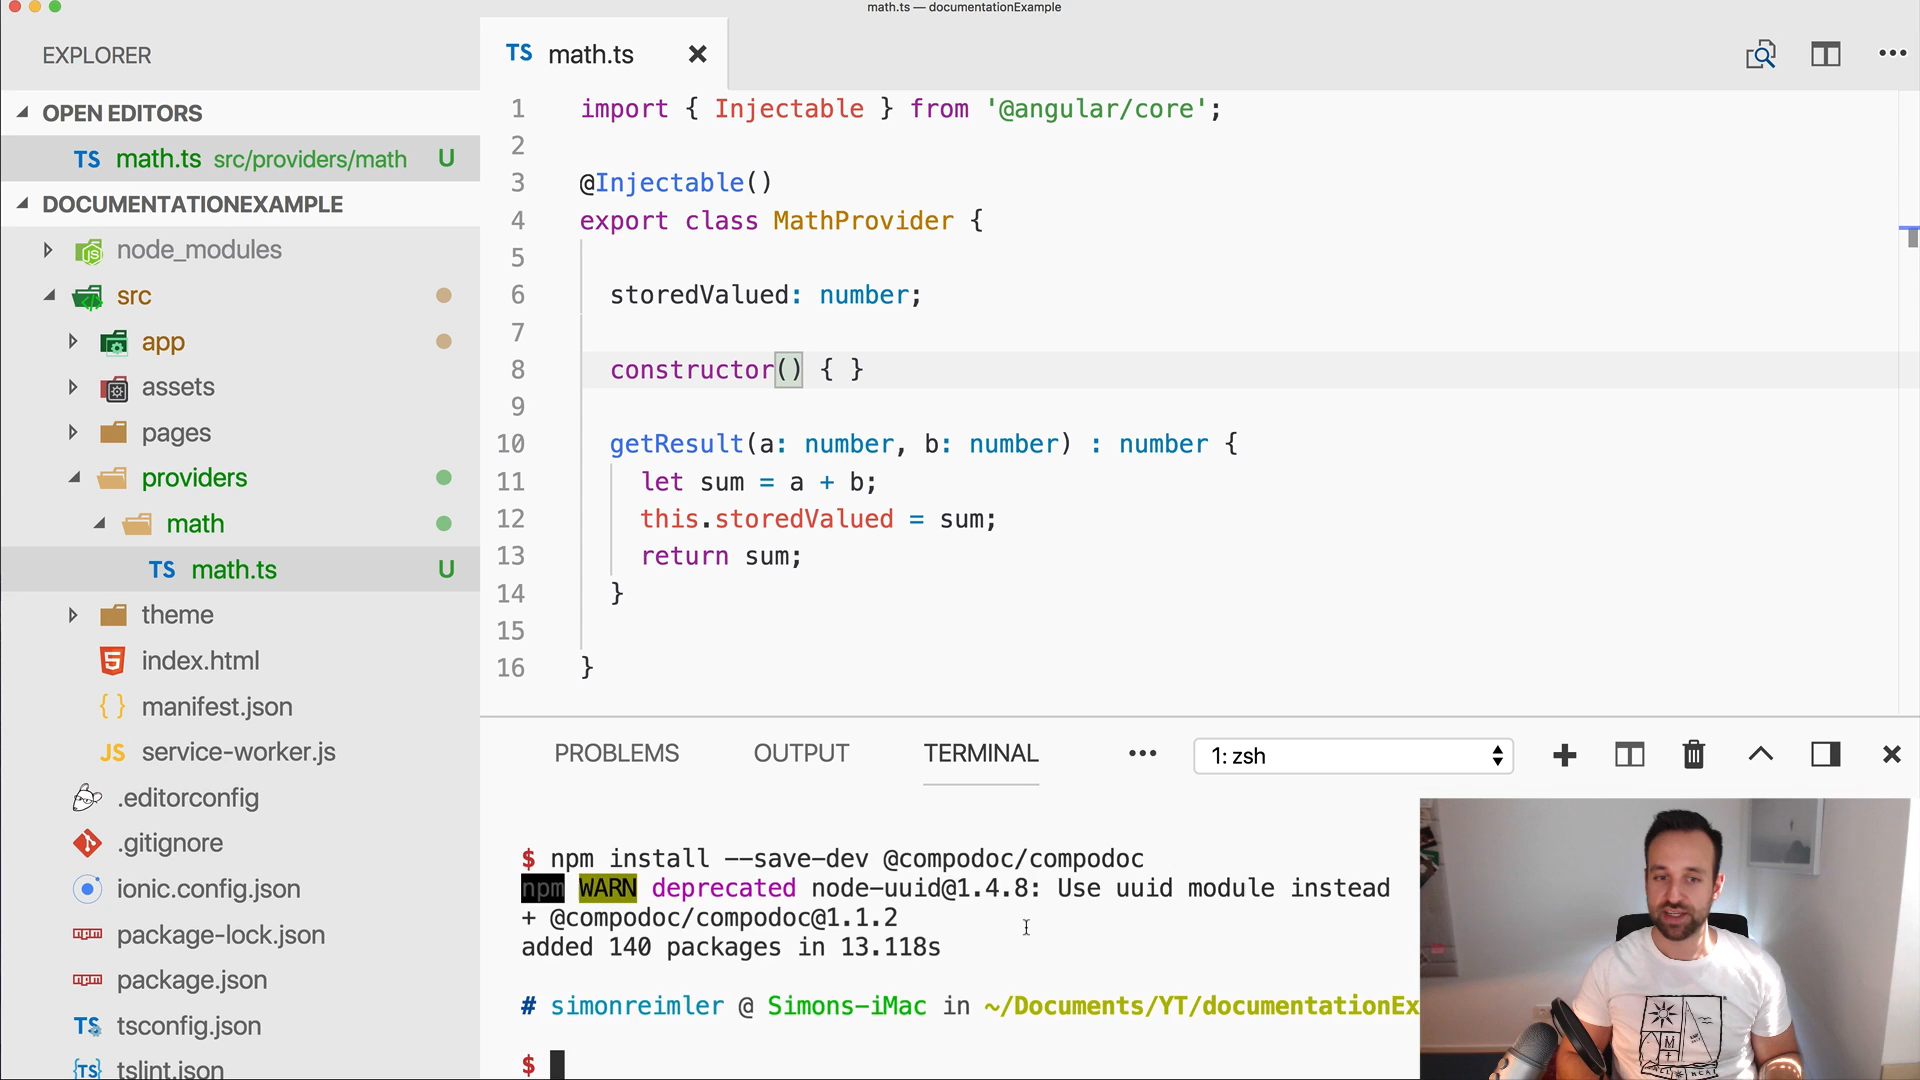 math.ts — documentationExample
EXPLORER
OPEN EDITORS
TS math.ts src/providers/math U
DOCUMENTATIONEXAMPLE
node_modules
src
app
assets
pages
providers
math
TS math.ts U
theme
index.html
manifest.json
JS service-worker.js
.editorconfig
.gitignore
ionic.config.json
package-lock.json
package.json
TS tsconfig.json
TS tslint.json
TS math.ts
1 import { Injectable } from '@angular/core';
2
3 @Injectable()
4 export class MathProvider {
5
6 storedValued: number;
7
8 constructor() { }
9
10 getResult(a: number, b: number) : number {
11 let sum = a + b;
12 this.storedValued = sum;
13 return sum;
14 }
15
16 }
PROBLEMS OUTPUT TERMINAL ••• 1: zsh
$ npm install --save-dev @compodoc/compodoc
npm WARN deprecated node-uuid@1.4.8: Use uuid module instead
+ @compodoc/compodoc@1.1.2
added 140 packages in 13.118s
# simonreimler @ Simons-iMac in ~/Documents/YT/documentationEx
$